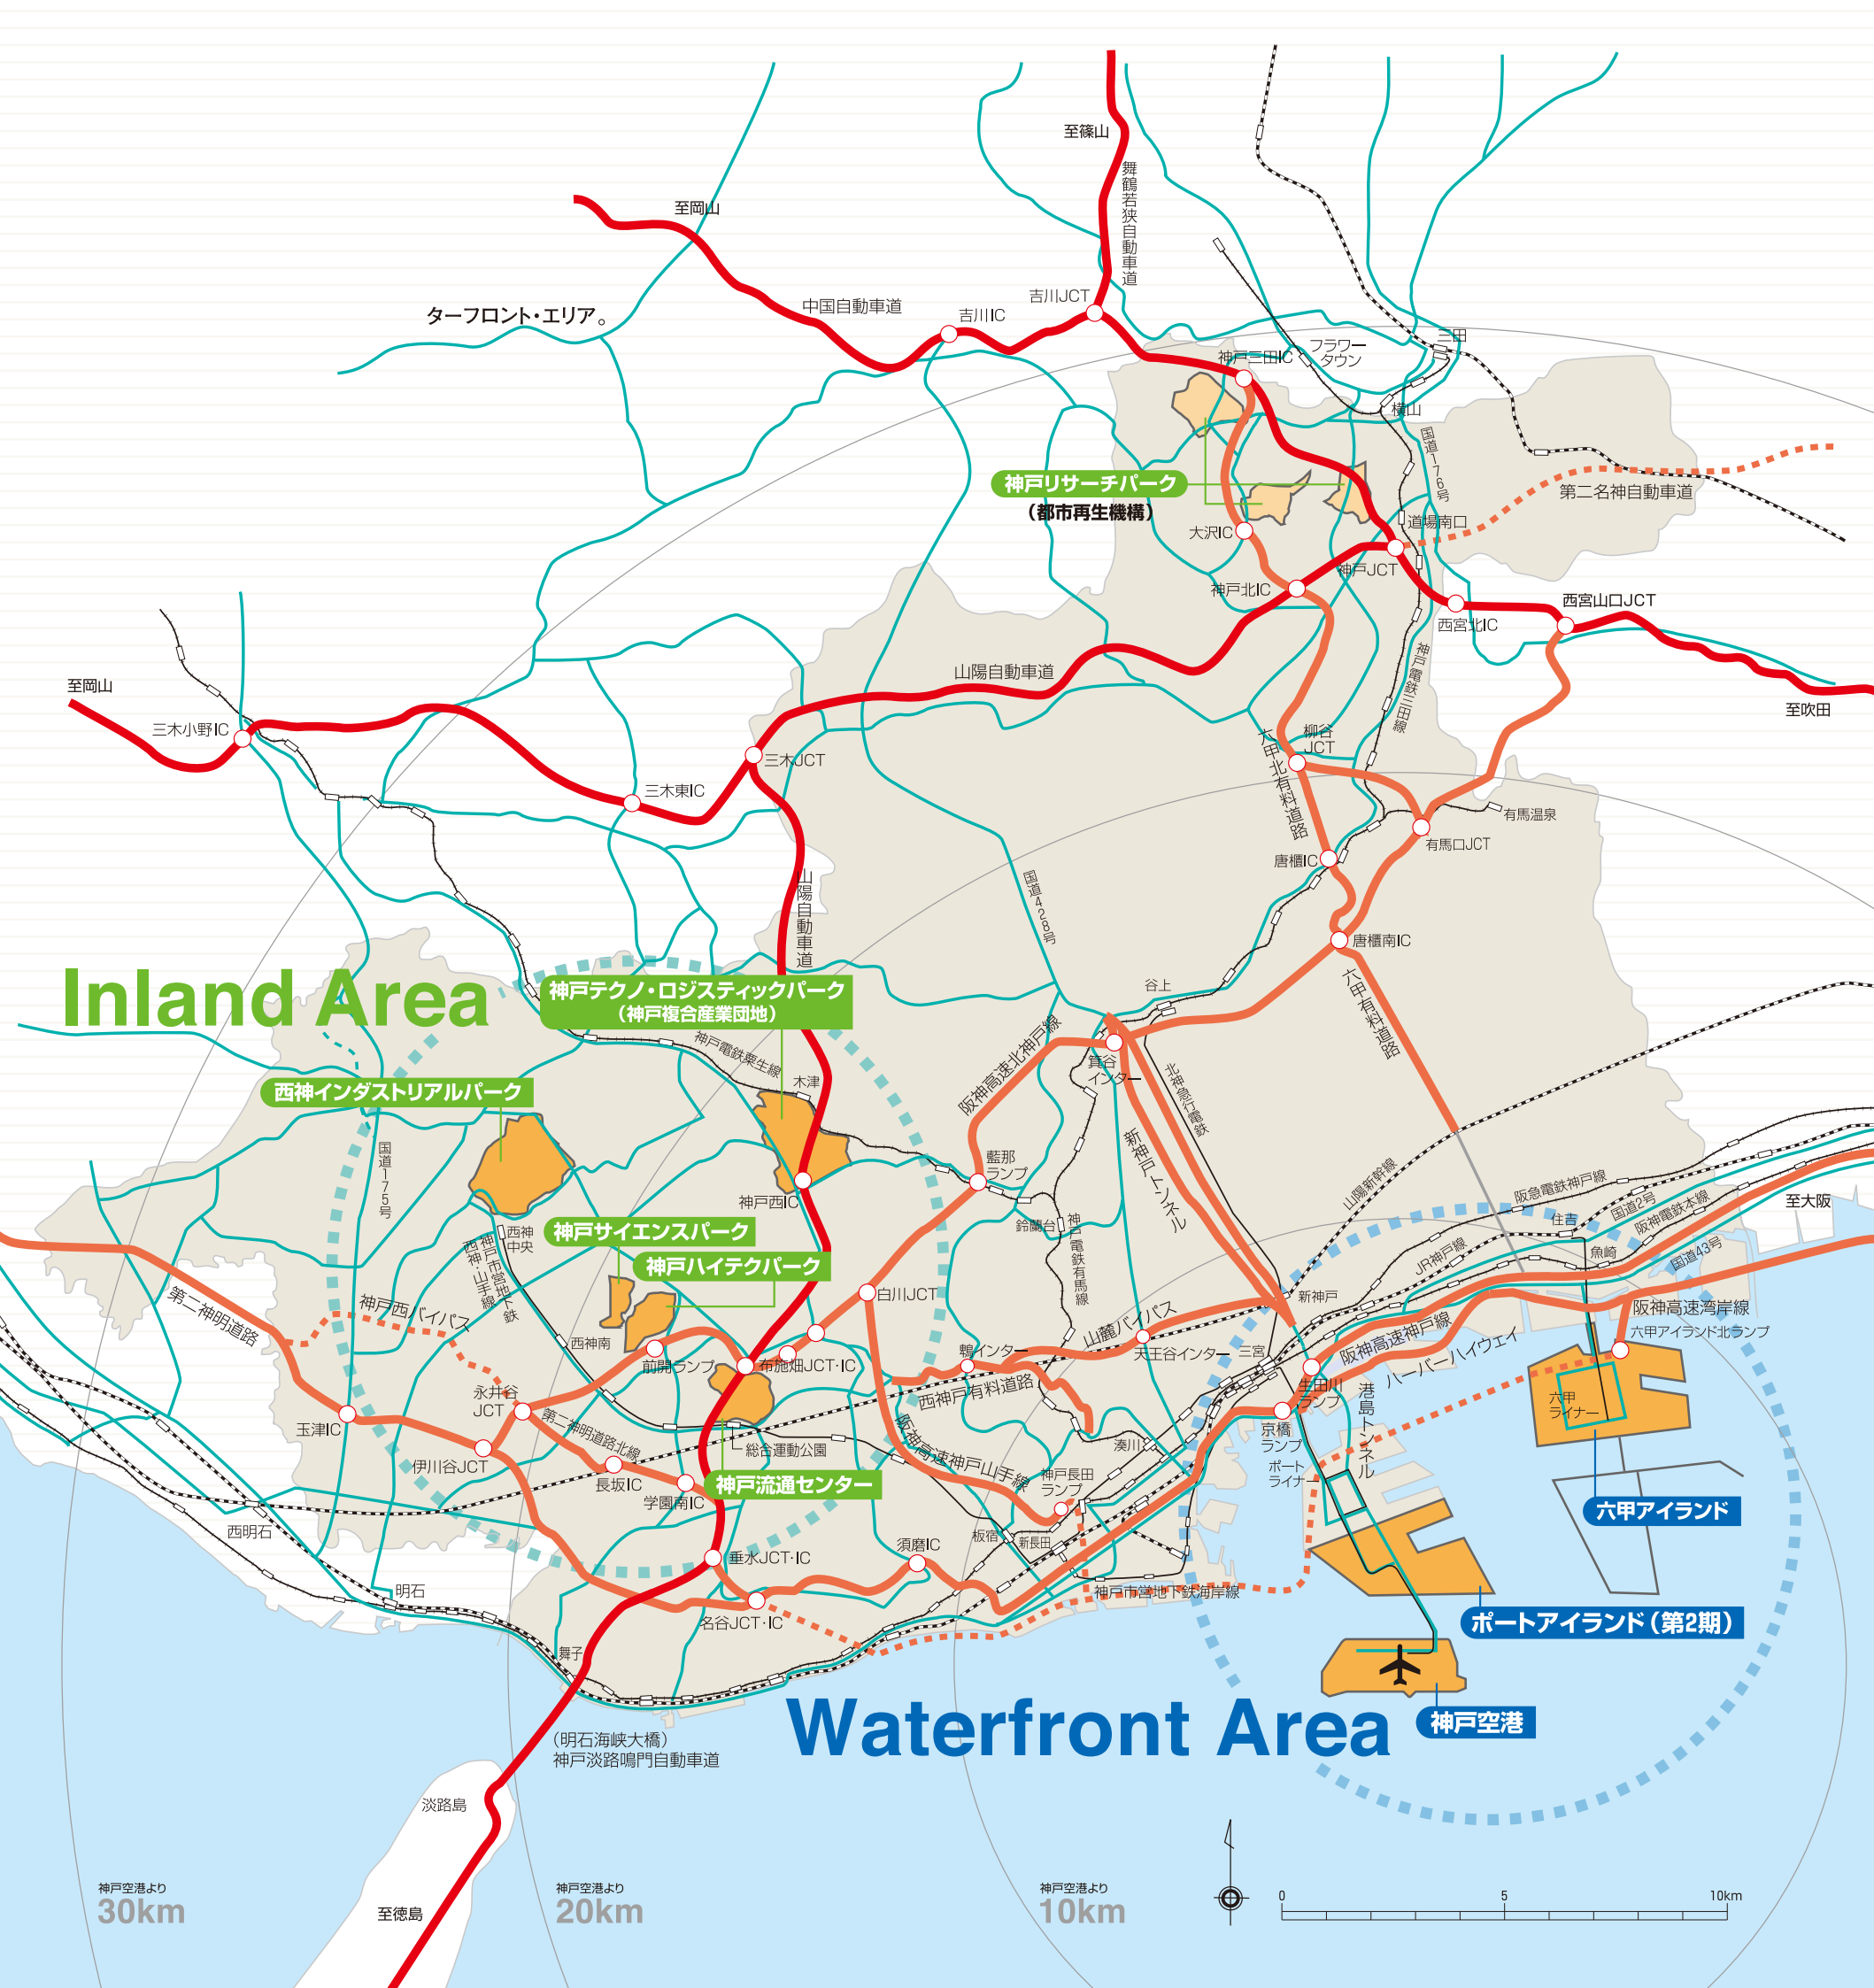 至篠山
舞鶴若狭自動車道
至岡山
中国自動車道
吉川JCT
吉川IC
ターフロント・エリア。
神戸三田IC
フラワー
タウン
三田
横山
国道176号
神戸リサーチパーク
(都市再生機構)
第二名神自動車道
大沢IC
道場南口
神戸JCT
神戸北IC
西宮北IC
西宮山口JCT
神戸電鉄三田線
山陽自動車道
至岡山
至吹田
三木小野IC
三木JCT
三木東IC
柳谷
JCT
六甲北有料道路
有馬温泉
有馬口JCT
唐櫃IC
国道428号
山陽自動車道
唐櫃南IC
Inland Area
神戸テクノ・ロジスティックパーク
(神戸複合産業団地)
谷上
六甲有料道路
阪神高速北神戸線
箕谷
インター
神戸電鉄粟生線
木津
北神急行電鉄
西神インダストリアルパーク
国道175号
新神戸トンネル
藍那
ランプ
山陽新幹線
阪急電鉄神戸線
神戸西IC
国道2号
阪神電鉄本線
至大阪
住吉
魚崎
国道43号
JR神戸線
鈴蘭台
神戸電鉄有馬線
西神
中央
神戸市営地下鉄
西神・山手線
神戸サイエンスパーク
神戸ハイテクパーク
白川JCT
第二神明道路
神戸西バイパス
新神戸
阪神高速湾岸線
六甲アイランド北ランプ
山麓バイパス
天王谷インター
三宮
阪神高速神戸線
ハーバーハイウェイ
西神南
前開ランプ
布施畑JCT・IC
鵯インター
西神戸有料道路
生田川
ランプ
港島トンネル
六甲
ライナー
永井谷
JCT
玉津IC
第二神明道路北線
総合運動公園
阪神高速神戸山手線
湊川
京橋
ランプ
ポート
ライナー
伊川谷JCT
長坂IC
学園南IC
神戸流通センター
神戸長田
ランプ
六甲アイランド
西明石
板宿
新長田
須磨IC
垂水JCT・IC
明石
名谷JCT・IC
神戸市営地下鉄海岸線
ポートアイランド(第2期)
舞子
Waterfront Area
神戸空港
(明石海峡大橋)
神戸淡路鳴門自動車道
淡路島
至徳島
神戸空港より
30km
神戸空港より
20km
神戸空港より
10km
0 5 10km